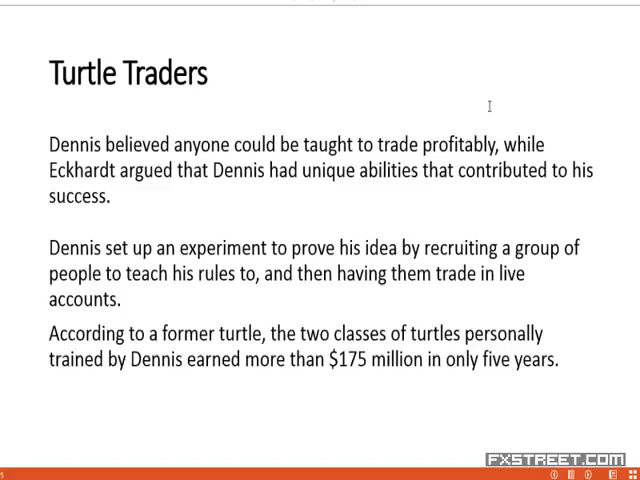 Turtle Traders
Dennis believed anyone could be taught to trade profitably, while
Eckhardt argued that Dennis had unique abilities that contributed to his
success.
Dennis set up an experiment to prove his idea by recruiting a group of
people to teach his rules to, and then having them trade in live
accounts.
According to a former turtle, the two classes of turtles personally
trained by Dennis earned more than $175 million in only five years.
FXSTREET.COM